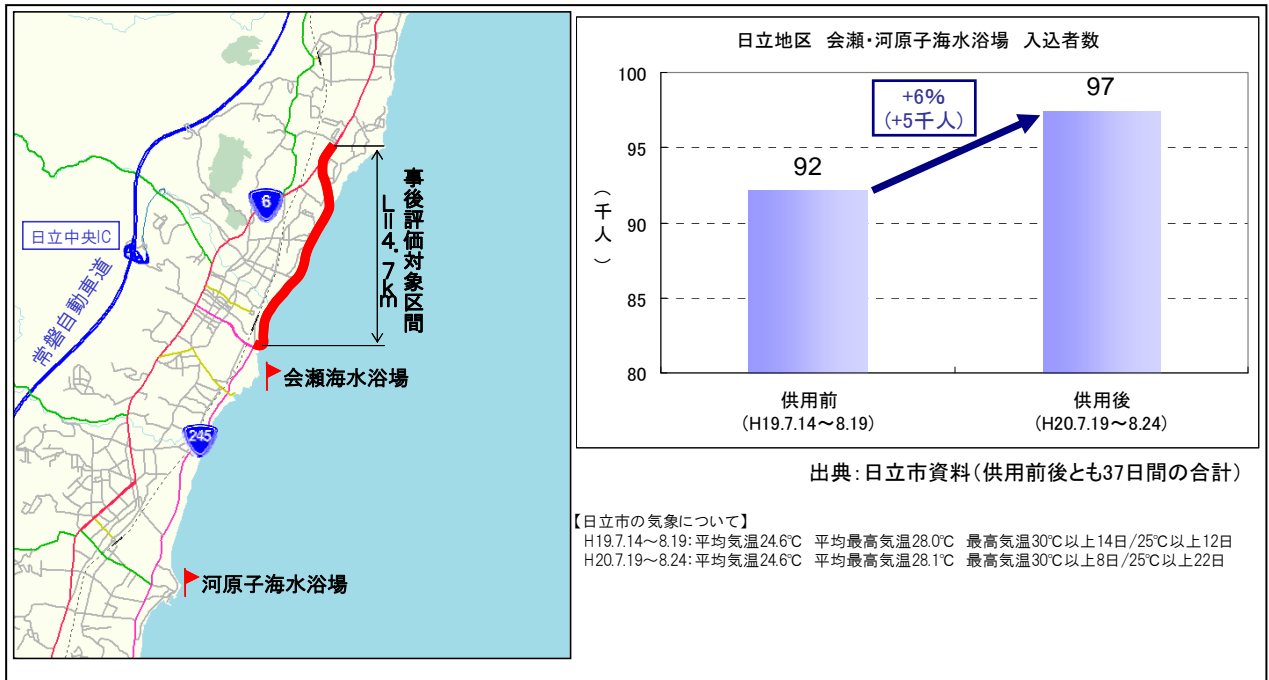 6
日立中央IC
常磐自動車道
事後評価対象区間
L=4.7km
会瀬海水浴場
245
河原子海水浴場
日立地区 会瀬・河原子海水浴場 入込者数
100
95
90
85
80
(千人)
92
+6%
(+5千人)
97
供用前
(H19.7.14～8.19)
供用後
(H20.7.19～8.24)
出典:日立市資料(供用前後とも37日間の合計)
【日立市の気象について】
H19.7.14～8.19:平均気温24.6℃ 平均最高気温28.0℃ 最高気温30℃以上14日/25℃以上12日
H20.7.19～8.24:平均気温24.6℃ 平均最高気温28.1℃ 最高気温30℃以上8日/25℃以上22日